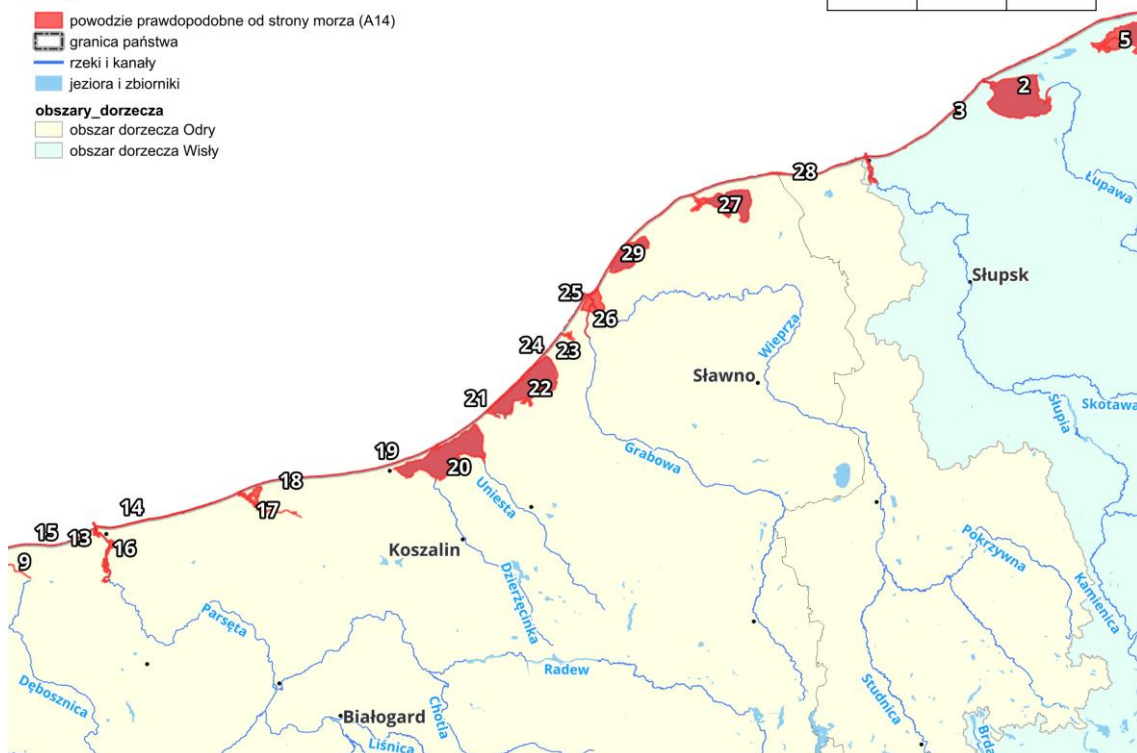 powodzie prawdopodobne od strony morza (A14)
granica państwa
rzeki i kanały
jeziora i zbiorniki
obszary_dorzecza
obszar dorzecza Odry
obszar dorzecza Wisły
5
2
3
28
Łupawa
27
29
Słupsk
25
26
Wieprza
24
23
Sławno
22
21
Skotawa
Słupia
19
20
Grabowa
18
17
Uniesta
14
15
13
16
Koszalin
9
Dzierżęcinka
Pokrzywna
Kamienica
Parsęta
Radew
Dębosznica
Chotla
Studnica
Białogard
Liśnica
Brda